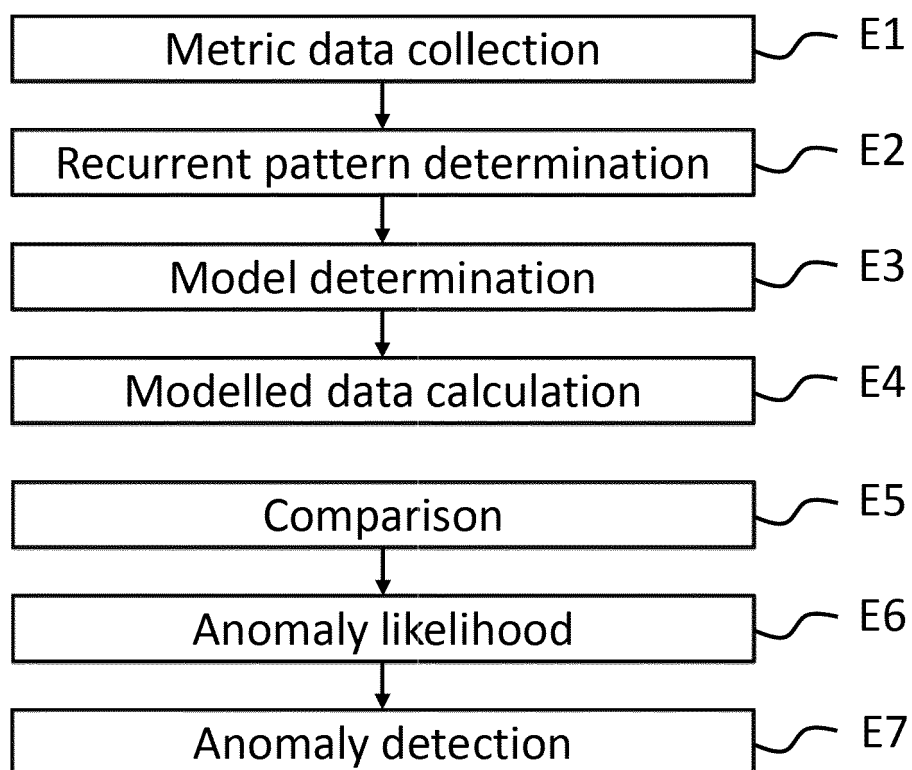 Metric data collection E1
Recurrent pattern determination E2
Model determination E3
Modelled data calculation E4
Comparison E5
Anomaly likelihood E6
Anomaly detection E7